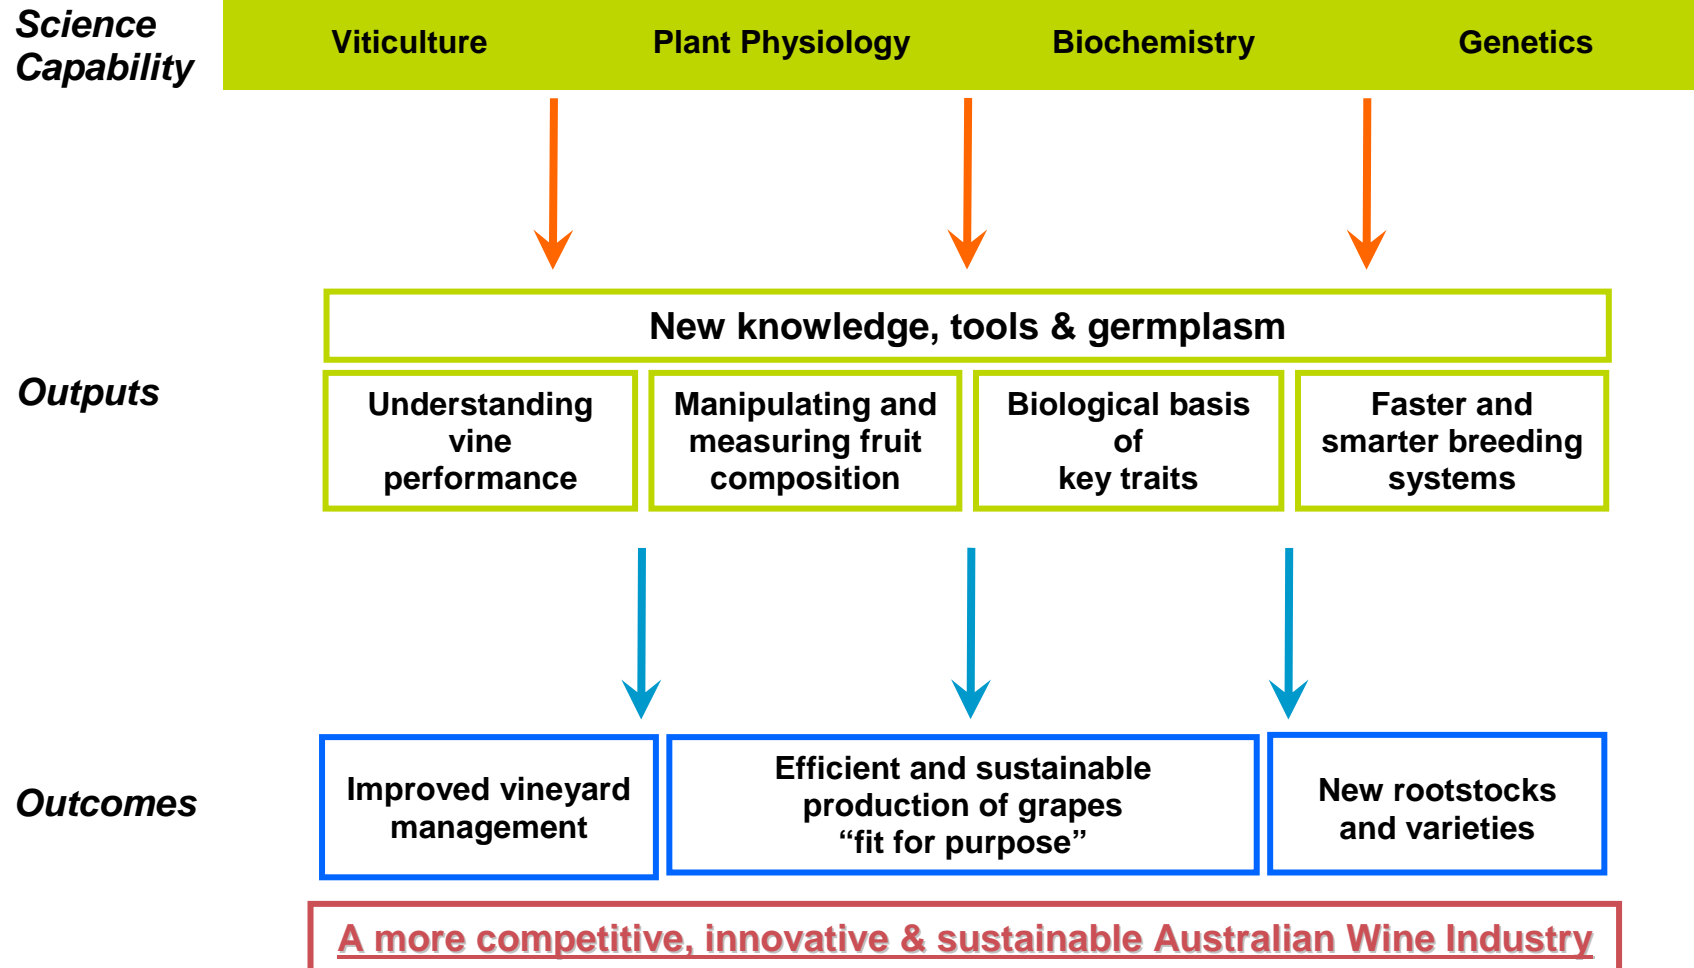 Science
Capability
Viticulture
Plant Physiology
Biochemistry
Genetics
New knowledge, tools & germplasm
Outputs
Understanding
vine
performance
Manipulating and
measuring fruit
composition
Biological basis
of
key traits
Faster and
smarter breeding
systems
Outcomes
Improved vineyard
management
Efficient and sustainable
production of grapes
“fit for purpose”
New rootstocks
and varieties
A more competitive, innovative & sustainable Australian Wine Industry